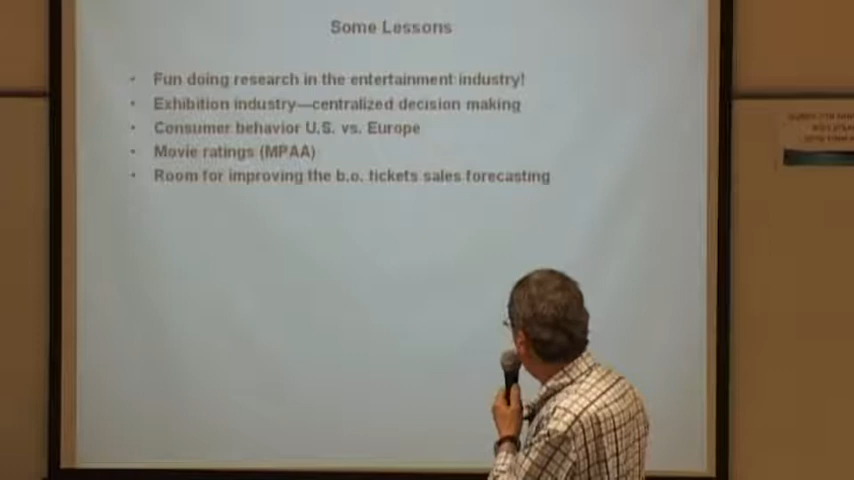 Some Lessons
• Fun doing research in the entertainment industry!
• Exhibition industry—centralized decision making
• Consumer behavior U.S. vs. Europe
• Movie ratings (MPAA)
• Room for improving the b.o. tickets sales forecasting